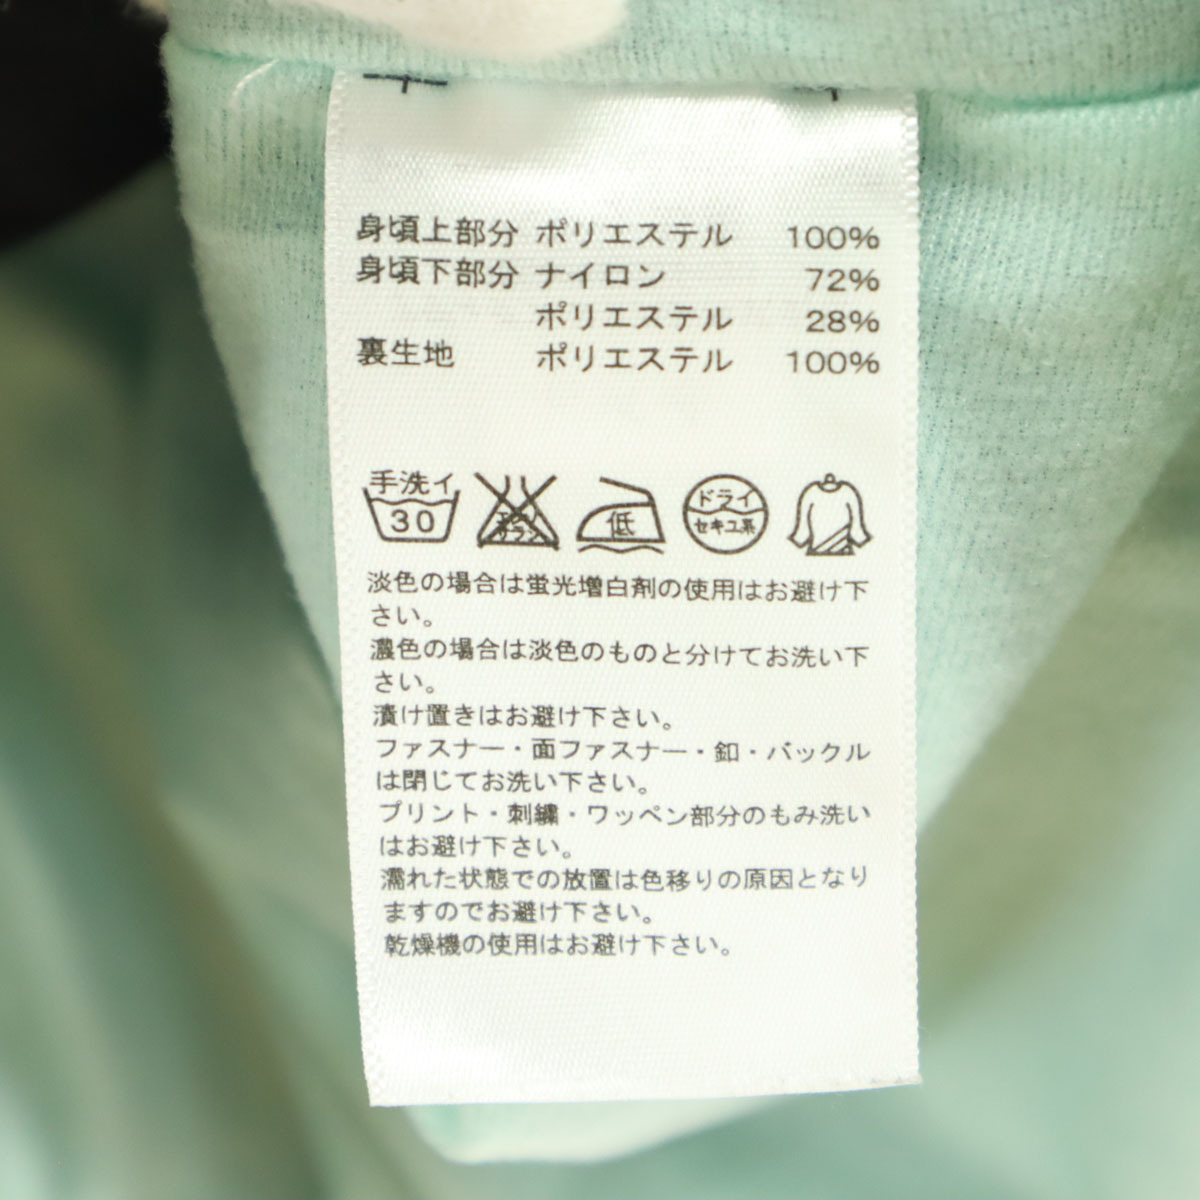 身頃上部分 ポリエステル 100%
身頃下部分 ナイロン 72%
ポリエステル 28%
裏生地 ポリエステル 100%
手洗イ
30
低
ドライ
セキユ系
淡色の場合は蛍光増白剤の使用はお避け下
さい。
濃色の場合は淡色のものと分けてお洗い下
さい。
漬け置きはお避け下さい。
ファスナー・面ファスナー・釦・バックル
は閉じてお洗い下さい。
プリント・刺繍・ワッペン部分のもみ洗い
はお避け下さい。
濡れた状態での放置は色移りの原因となり
ますのでお避け下さい。
乾燥機の使用はお避け下さい。